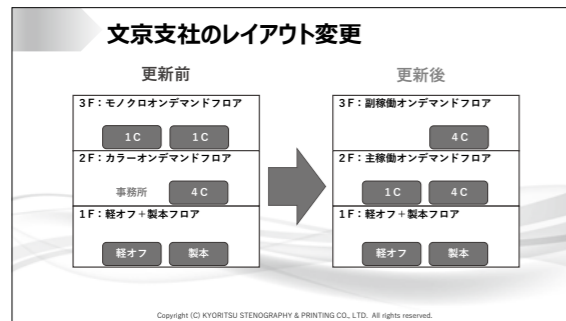 文京支社のレイアウト変更
更新前
3F：モノクロオンデマンドフロア
1C 1C
2F：カラーオンデマンドフロア
事務所 4C
1F：軽オフ＋製本フロア
軽オフ 製本
更新後
3F：副稼働オンデマンドフロア
4C
2F：主稼働オンデマンドフロア
1C 4C
1F：軽オフ＋製本フロア
軽オフ 製本
Copyright (C) KYORITSU STENOGRAPHY & PRINTING CO., LTD. All rights reserved.